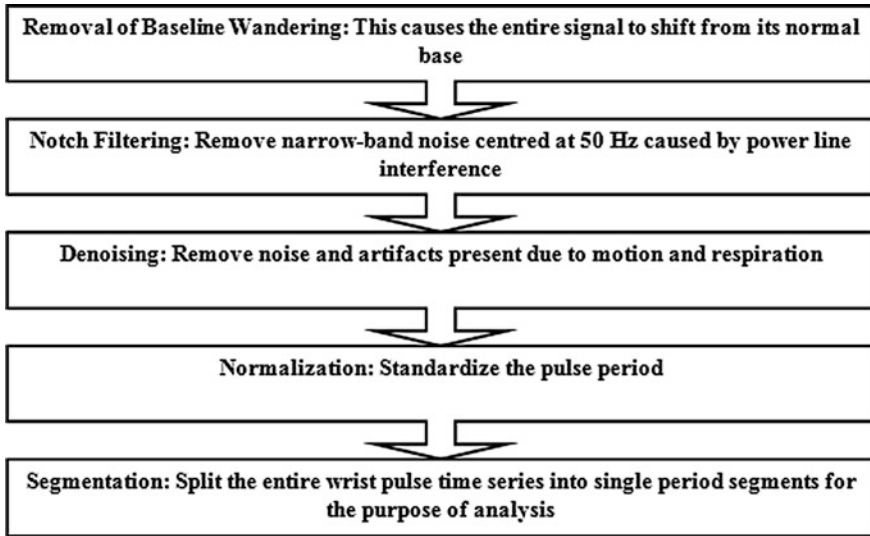 Removal of Baseline Wandering: This causes the entire signal to shift from its normal
base
Notch Filtering: Remove narrow-band noise centred at 50 Hz caused by power line
interference
Denoising: Remove noise and artifacts present due to motion and respiration
Normalization: Standardize the pulse period
Segmentation: Split the entire wrist pulse time series into single period segments for
the purpose of analysis